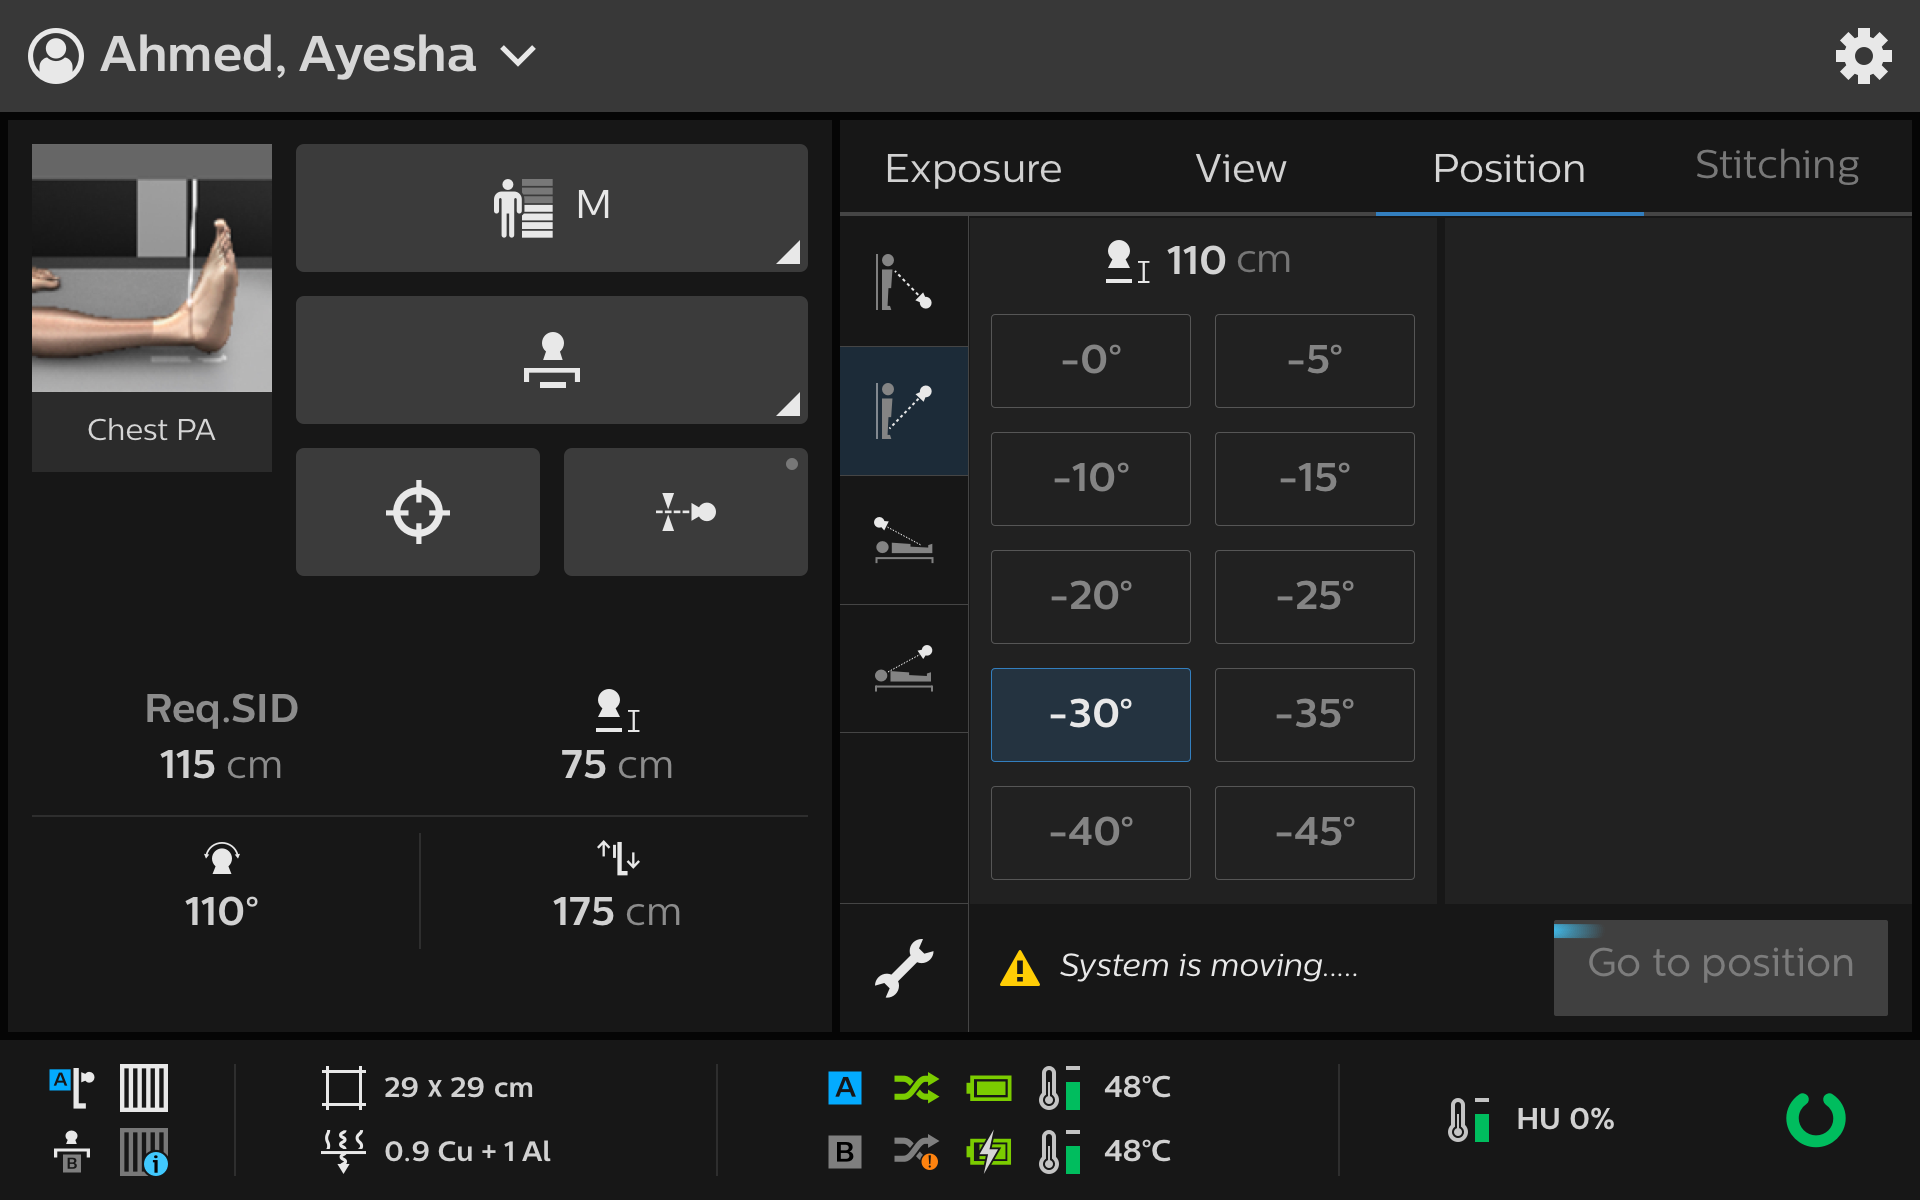 Ahmed, Ayesha
Chest PA
M
Req.SID
115 cm
75 cm
110°
175 cm
Exposure
View
Position
Stitching
110 cm
-0°
-5°
-10°
-15°
-20°
-25°
-30°
-35°
-40°
-45°
System is moving.....
Go to position
A
B
i
29 x 29 cm
0.9 Cu + 1 Al
A
48°C
B
!
48°C
HU 0%